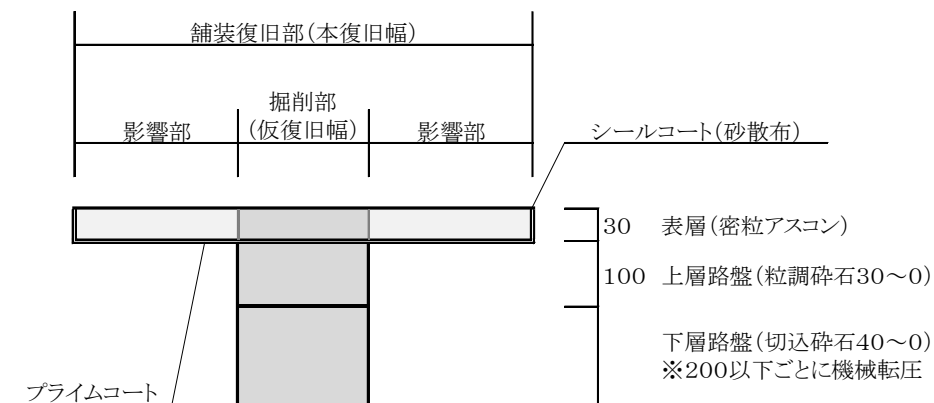 舗装復旧部(本復旧幅)
掘削部
影響部
(仮復旧幅)
影響部
シールコート(砂散布)
30 表層(密粒アスコン)
100 上層路盤(粒調砕石30～0)
下層路盤(切込砕石40～0)
※200以下ごとに機械転圧
プライムコート